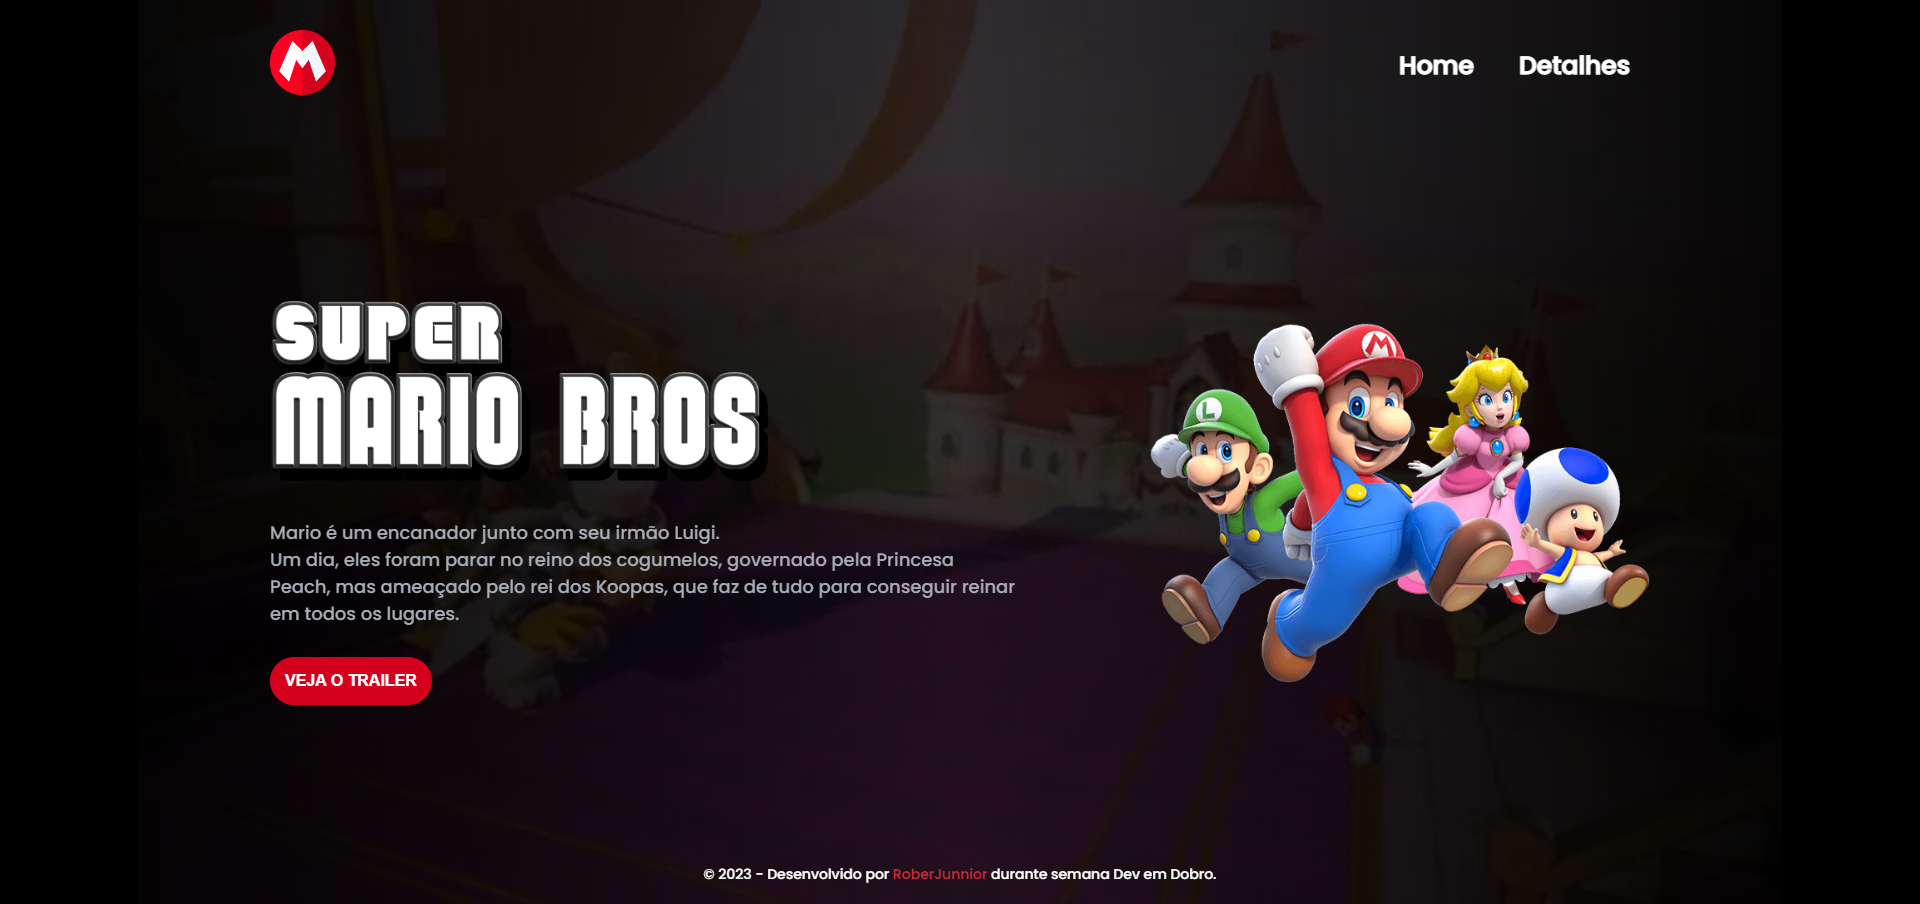 M
Home Detalhes
SUPER
MARIO BROS
M
L
Mario é um encanador junto com seu irmão Luigi.
Um dia, eles foram parar no reino dos cogumelos, governado pela Princesa
Peach, mas ameaçado pelo rei dos Koopas, que faz de tudo para conseguir reinar
em todos os lugares.
VEJA O TRAILER
© 2023 - Desenvolvido por RoberJunnior durante semana Dev em Dobro.